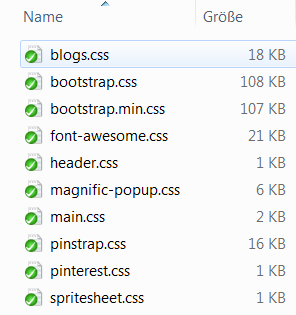 Name Größe
blogs.css 18 KB
bootstrap.css 108 KB
bootstrap.min.css 107 KB
font-awesome.css 21 KB
header.css 1 KB
magnific-popup.css 6 KB
main.css 2 KB
pinstrap.css 16 KB
pinterest.css 1 KB
spritesheet.css 1 KB